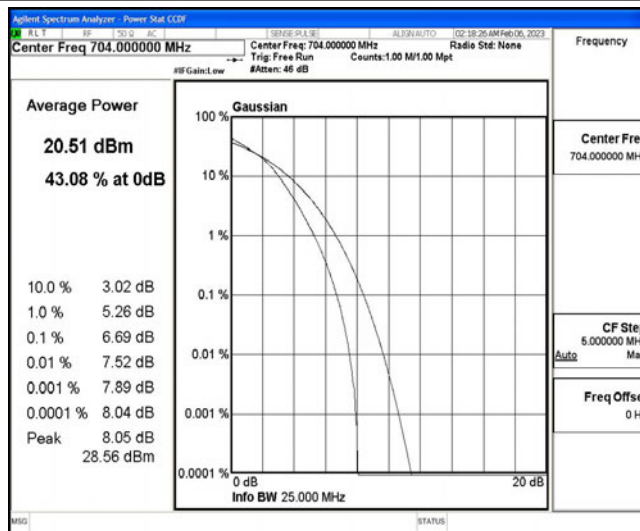 Agilent Spectrum Analyzer - Power Stat CCDF
RLT RF 50 Ω AC SENSE:PULSE ALIGN AUTO 02:18:26 AM Feb 06, 2023
Center Freq 704.000000 MHz
Center Freq: 704.000000 MHz Radio Std: None
Trig: Free Run Counts:1.00 M/1.00 Mpt
#IFGain:Low #Atten: 46 dB
Frequency
Average Power
20.51 dBm
43.08 % at 0dB
10.0 % 3.02 dB
1.0 % 5.26 dB
0.1 % 6.69 dB
0.01 % 7.52 dB
0.001 % 7.89 dB
0.0001 % 8.04 dB
Peak 8.05 dB
28.56 dBm
Gaussian
100 %
10 %
1 %
0.1 %
0.01 %
0.001 %
0.0001 %
0 dB 20 dB
Info BW 25.000 MHz
Center Fre
704.000000 MH
CF Ste
5.000000 MH
Auto Ma
Freq Offse
0 H
MSG STATUS